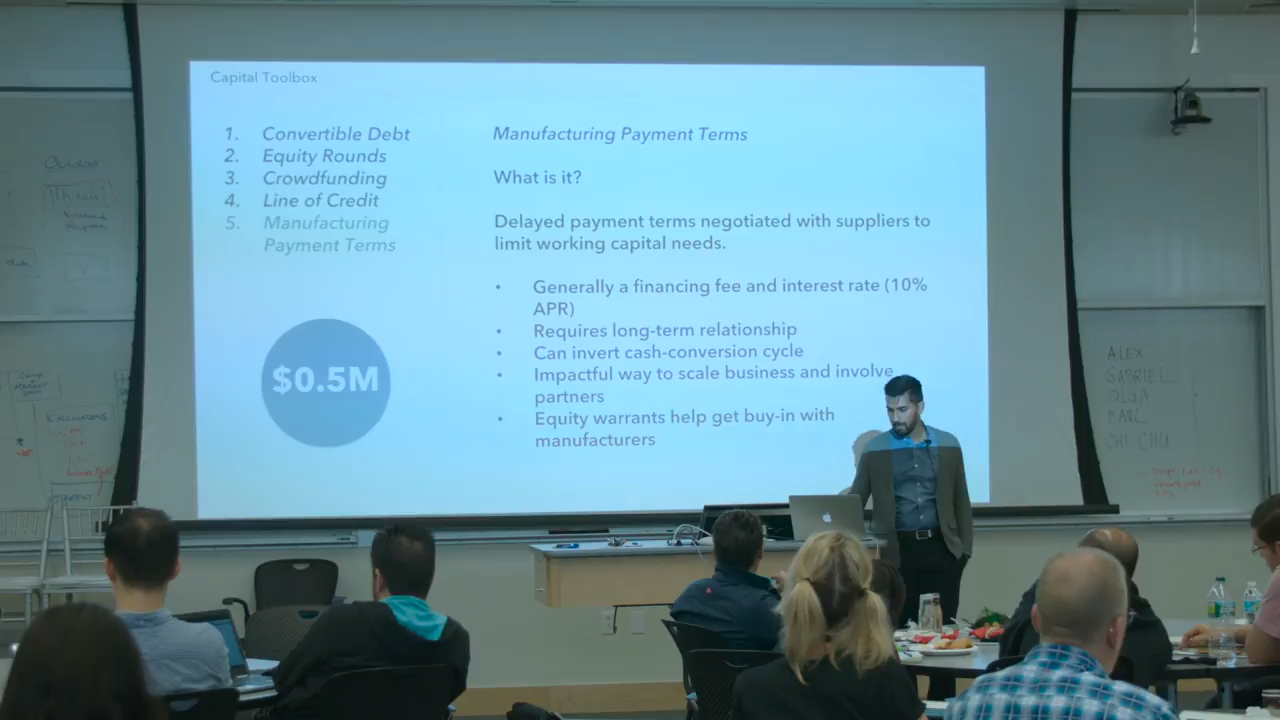 Capital Toolbox
1. Convertible Debt
2. Equity Rounds
3. Crowdfunding
4. Line of Credit
5. Manufacturing
Payment Terms
$0.5M
Manufacturing Payment Terms
What is it?
Delayed payment terms negotiated with suppliers to
limit working capital needs.
• Generally a financing fee and interest rate (10%
APR)
• Requires long-term relationship
• Can invert cash-conversion cycle
• Impactful way to scale business and involve
partners
• Equity warrants help get buy-in with
manufacturers
ALEX
GABRIEL
OLGA